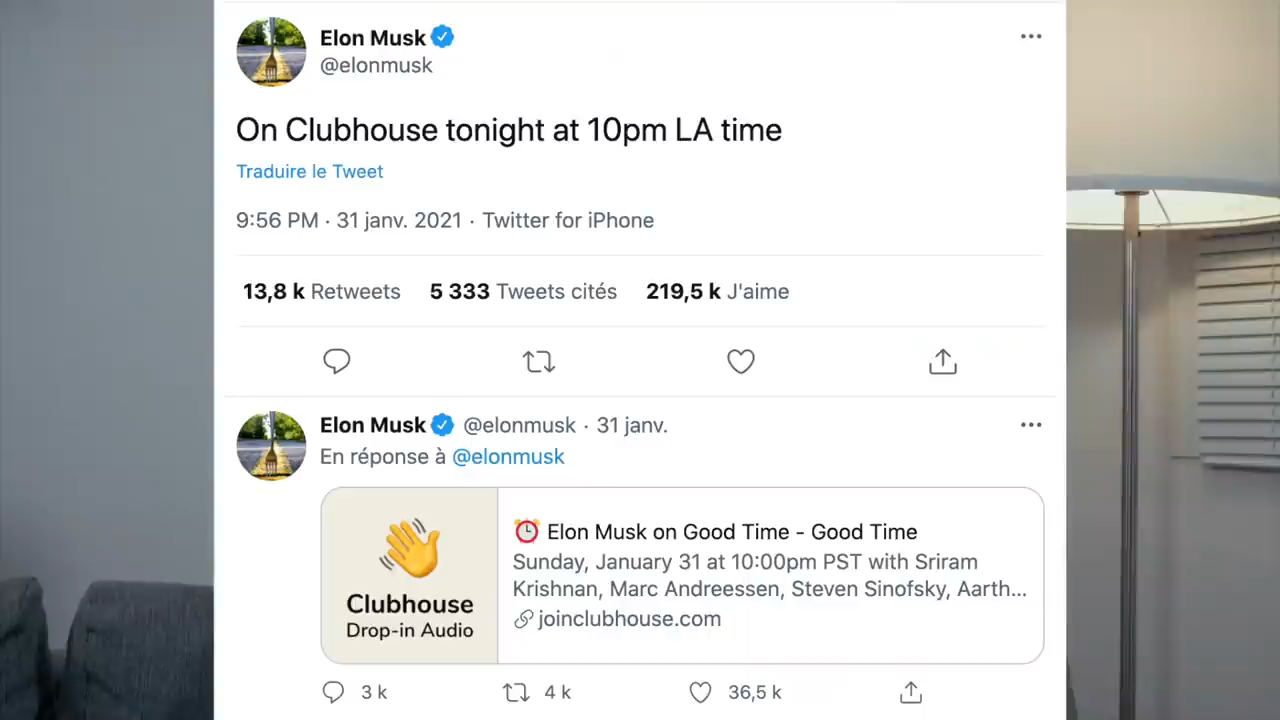 Elon Musk
@elonmusk
On Clubhouse tonight at 10pm LA time
Traduire le Tweet
9:56 PM · 31 janv. 2021 · Twitter for iPhone
13,8 k Retweets 5 333 Tweets cités 219,5 k J'aime
Elon Musk @elonmusk · 31 janv.
En réponse à @elonmusk
Clubhouse
Drop-in Audio
⏰ Elon Musk on Good Time - Good Time
Sunday, January 31 at 10:00pm PST with Sriram
Krishnan, Marc Andreessen, Steven Sinofsky, Aarth...
joinclubhouse.com
3 k 4 k 36,5 k